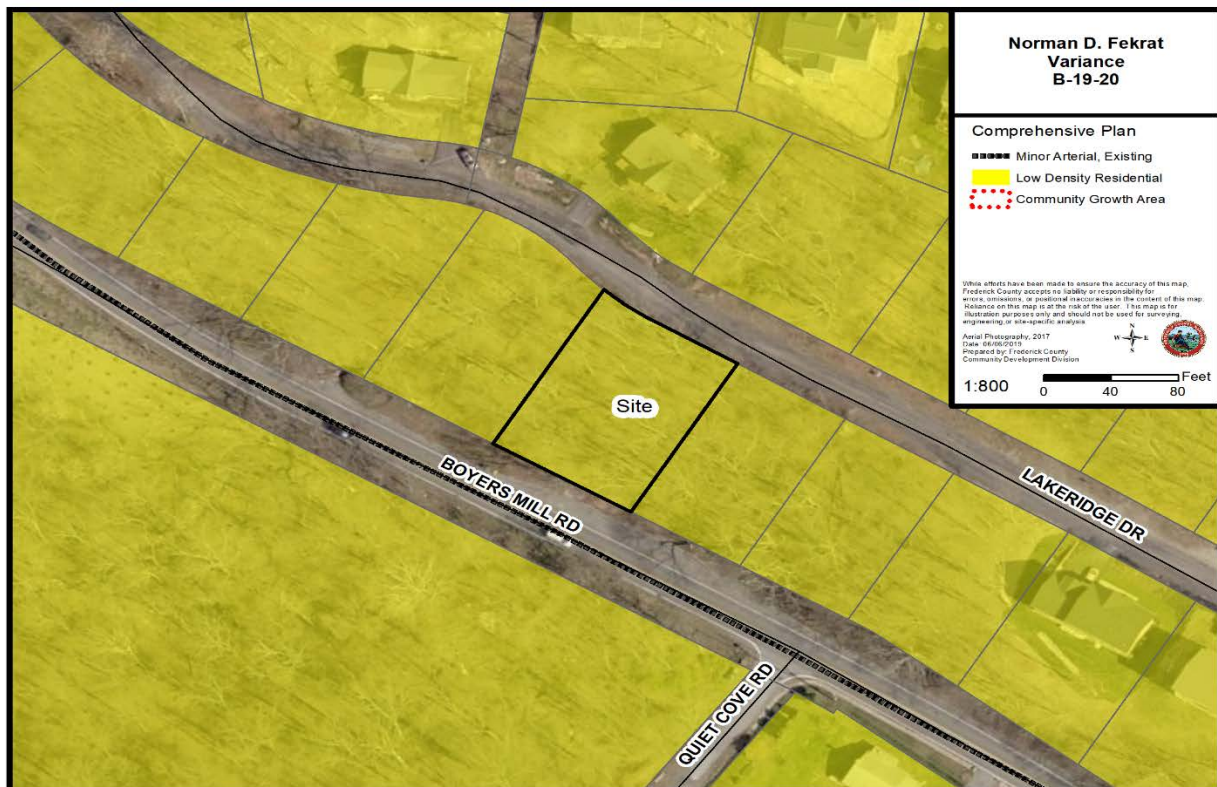 Norman D. Fekrat
Variance
B-19-20
Comprehensive Plan
Minor Arterial, Existing
Low Density Residential
Community Growth Area
While efforts have been made to ensure the accuracy of this map,
Frederick County accepts no liability or responsibility for
errors, omissions, or positional inaccuracies in the content of this map.
Reliance on this map is at the risk of the user. This map is for
illustration purposes only and should not be used for surveying,
engineering, or site-specific analysis.
Aerial Photography, 2017
Date: 06/06/2019
Prepared by: Frederick County
Community Development Division
N
W E
S
1:800
Feet
0 40 80
Site
BOYERS MILL RD
LAKERIDGE DR
QUIET COVE RD